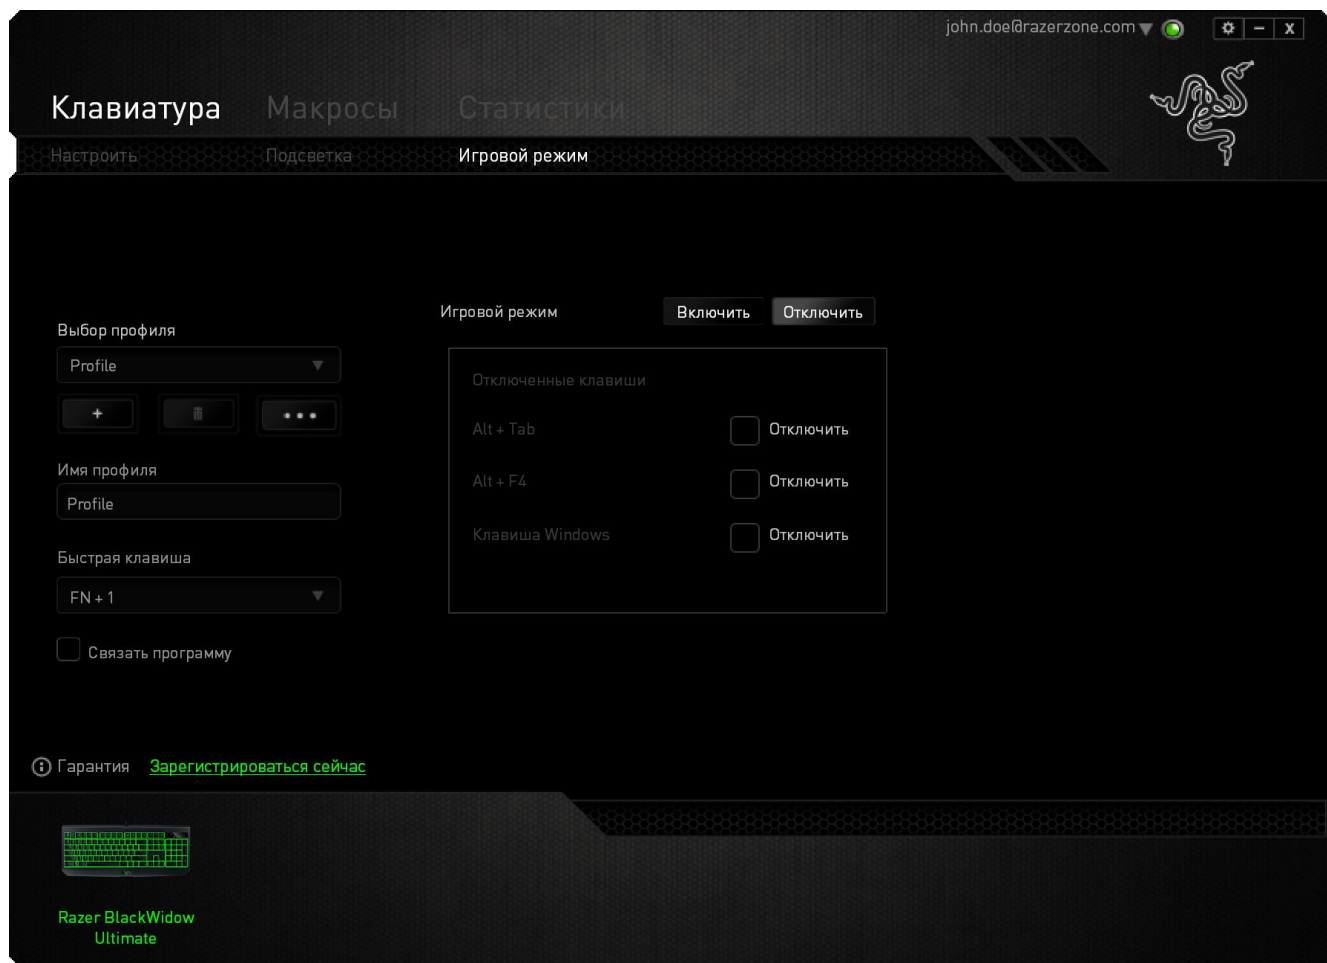 john.doe@razerzone.com
Клавиатура Макросы Статистики
Настроить Подсветка Игровой режим
Игровой режим Включить Отключить
Выбор профиля
Profile
Отключенные клавиши
Alt + Tab Отключить
Имя профиля
Profile
Alt + F4 Отключить
Клавиша Windows Отключить
Быстрая клавиша
FN + 1
Связать программу
Гарантия Зарегистрироваться сейчас
Razer BlackWidow
Ultimate